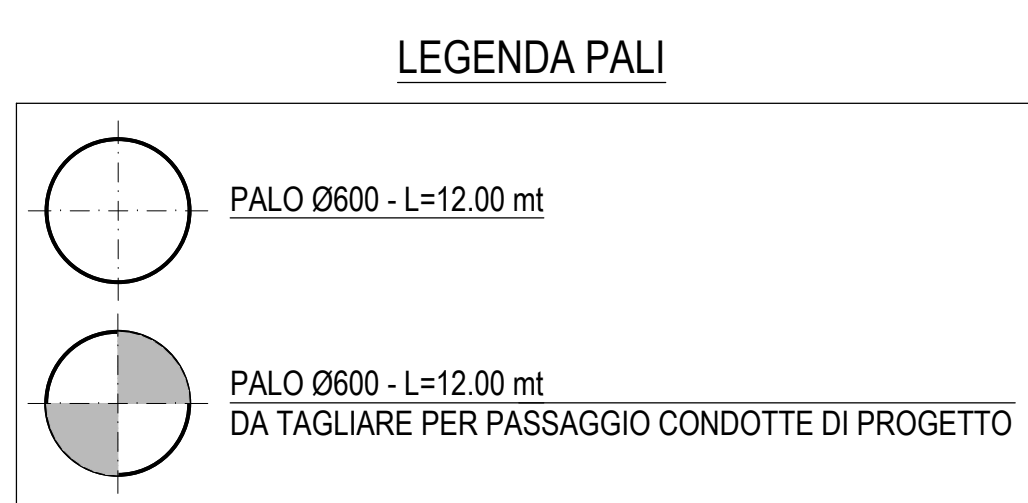 LEGENDA PALI
PALO Ø600 - L=12.00 mt
PALO Ø600 - L=12.00 mt
DA TAGLIARE PER PASSAGGIO CONDOTTE DI PROGETTO